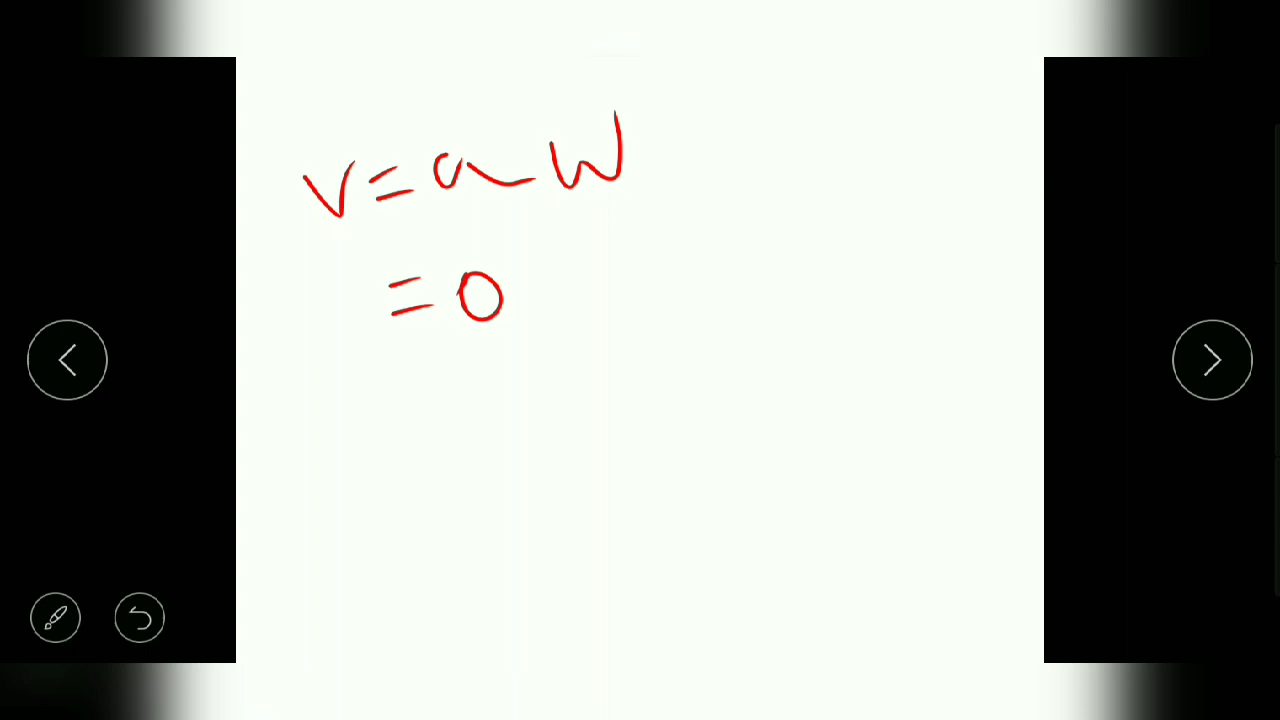 v = a w
= 0